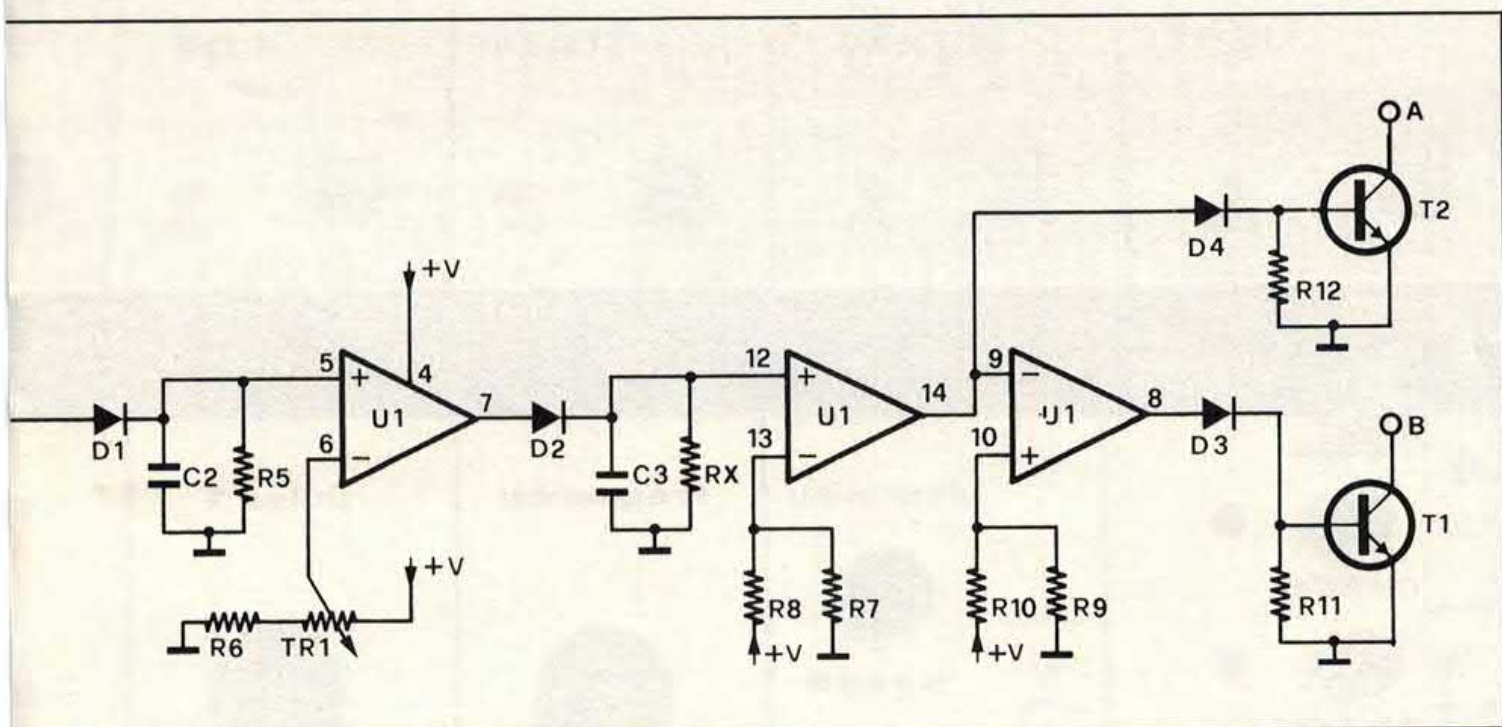 A
T2
D4
R12
+V
5
+
4
U1
7
6
−
D1
C2
R5
D2
12
+
U1
14
13
−
C3
RX
9
−
U1
8
10
+
D3
B
T1
R11
+V
R6
TR1
R8
R7
+V
R10
R9
+V